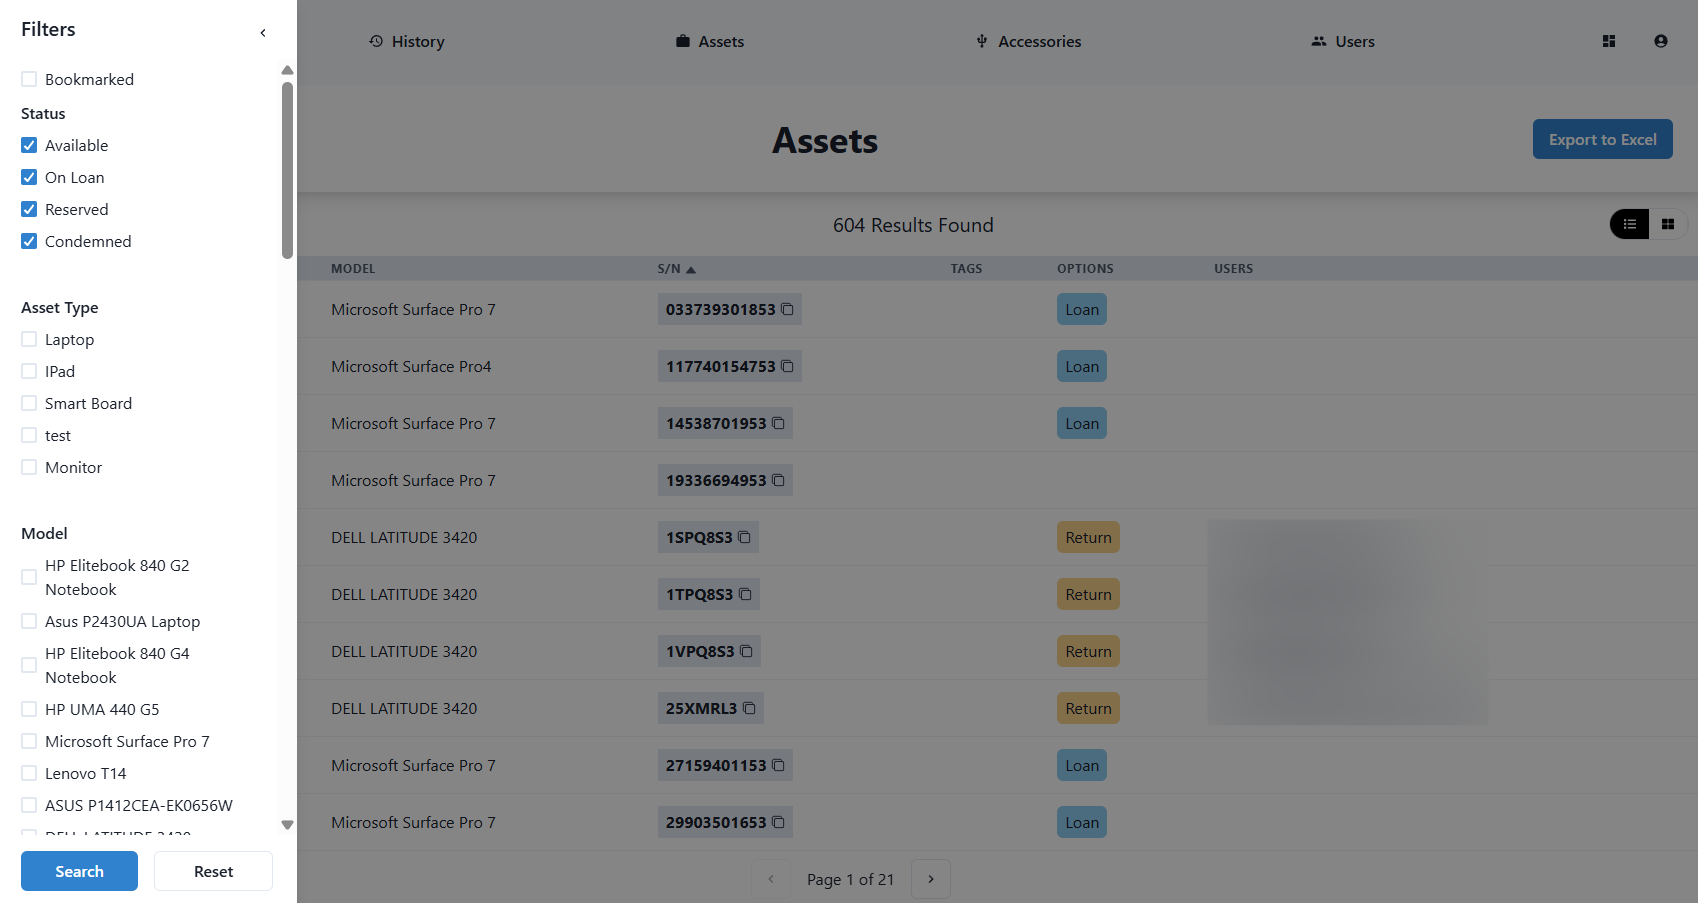 Filters
Bookmarked
Status
Available
On Loan
Reserved
Condemned
Asset Type
Laptop
IPad
Smart Board
test
Monitor
Model
HP Elitebook 840 G2
Notebook
Asus P2430UA Laptop
HP Elitebook 840 G4
Notebook
HP UMA 440 G5
Microsoft Surface Pro 7
Lenovo T14
ASUS P1412CEA-EK0656W
DELL LATITUDE 3420
Search Reset
History Assets Accessories Users
Assets
Export to Excel
604 Results Found
MODEL S/N TAGS OPTIONS USERS
Microsoft Surface Pro 7 033739301853 Loan
Microsoft Surface Pro4 117740154753 Loan
Microsoft Surface Pro 7 14538701953 Loan
Microsoft Surface Pro 7 19336694953
DELL LATITUDE 3420 1SPQ8S3 Return
DELL LATITUDE 3420 1TPQ8S3 Return
DELL LATITUDE 3420 1VPQ8S3 Return
DELL LATITUDE 3420 25XMRL3 Return
Microsoft Surface Pro 7 27159401153 Loan
Microsoft Surface Pro 7 29903501653 Loan
Page 1 of 21